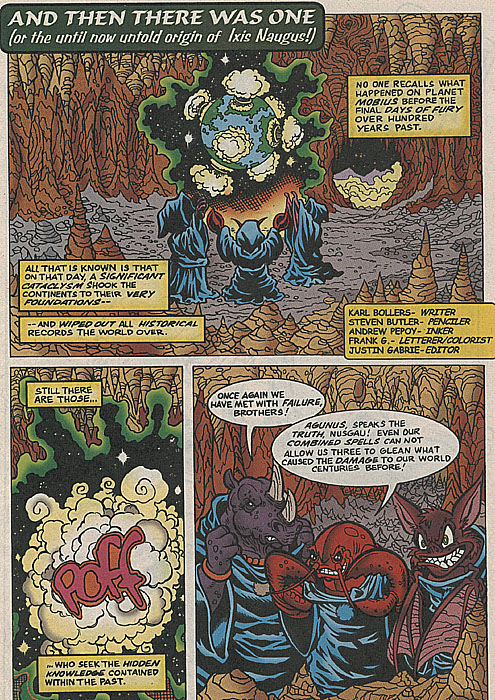 AND THEN THERE WAS ONE
(or the until now untold origin of Ixis Naugus!)
NO ONE RECALLS WHAT
HAPPENED ON PLANET
MOBIUS BEFORE THE
FINAL DAYS OF FURY
OVER HUNDRED
YEARS PAST.
ALL THAT IS KNOWN IS THAT
ON THAT DAY, A SIGNIFICANT
CATACLYSM SHOOK THE
CONTINENTS TO THEIR VERY
FOUNDATIONS--
--AND WIPED OUT ALL HISTORICAL
RECORDS THE WORLD OVER.
KARL BOLLERS- WRITER
STEVEN BUTLER- PENCILER
ANDREW PEPOY- INKER
FRANK G.- LETTERER/COLORIST
JUSTIN GABRIE- EDITOR
STILL THERE
ARE THOSE...
POFF
... WHO SEEK THE HIDDEN
KNOWLEDGE CONTAINED
WITHIN THE PAST.
ONCE AGAIN WE
HAVE MET WITH FAILURE,
BROTHERS!
AGUNUS, SPEAKS THE
TRUTH, NUSGAU! EVEN OUR
COMBINED SPELLS CAN NOT
ALLOW US THREE TO GLEAN WHAT
CAUSED THE DAMAGE TO OUR WORLD
CENTURIES BEFORE!